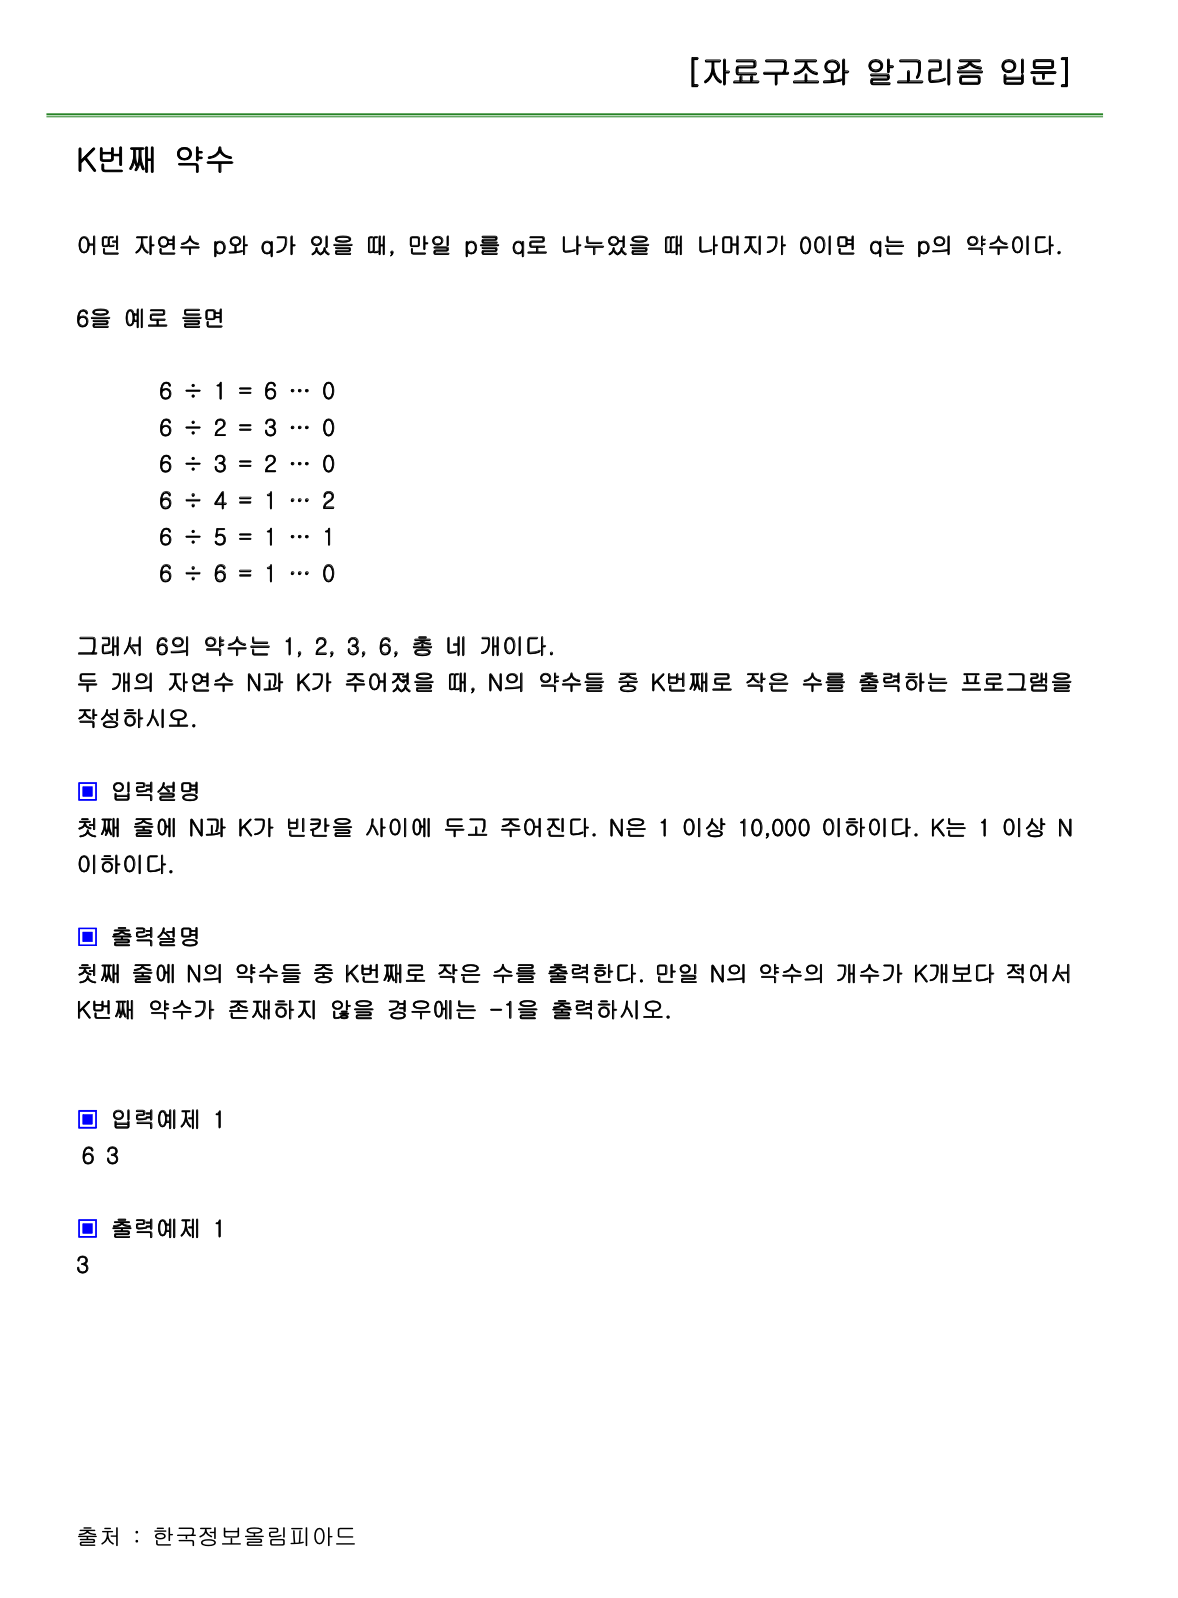 [자료구조와 알고리즘 입문]
K번째 약수
어떤 자연수 p와 q가 있을 때, 만일 p를 q로 나누었을 때 나머지가 0이면 q는 p의 약수이다.
6을 예로 들면
6 ÷ 1 = 6 … 0
6 ÷ 2 = 3 … 0
6 ÷ 3 = 2 … 0
6 ÷ 4 = 1 … 2
6 ÷ 5 = 1 … 1
6 ÷ 6 = 1 … 0
그래서 6의 약수는 1, 2, 3, 6, 총 네 개이다.
두 개의 자연수 N과 K가 주어졌을 때, N의 약수들 중 K번째로 작은 수를 출력하는 프로그램을
작성하시오.
▣ 입력설명
첫째 줄에 N과 K가 빈칸을 사이에 두고 주어진다. N은 1 이상 10,000 이하이다. K는 1 이상 N
이하이다.
▣ 출력설명
첫째 줄에 N의 약수들 중 K번째로 작은 수를 출력한다. 만일 N의 약수의 개수가 K개보다 적어서
K번째 약수가 존재하지 않을 경우에는 -1을 출력하시오.
▣ 입력예제 1
6 3
▣ 출력예제 1
3
출처 : 한국정보올림피아드